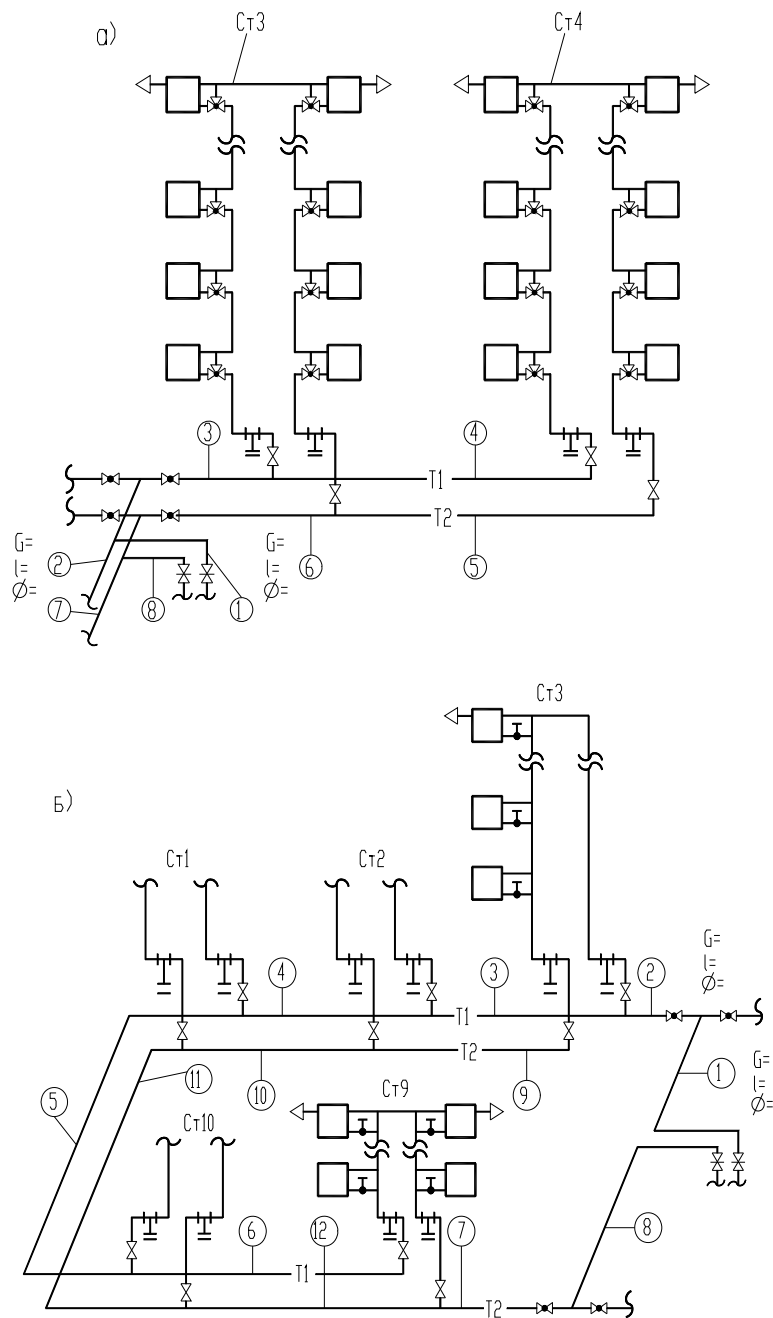 а)
Ст3
Ст4
3
4
Т1
Т2
G=
l=
Ø=
2
7
8
1
G=
l=
Ø=
6
5
Б)
Ст3
Ст1
Ст2
4
3
2
G=
l=
Ø=
Т1
Т2
5
11
10
9
1
G=
l=
Ø=
Ст10
Ст9
6
12
7
8
Т1
Т2